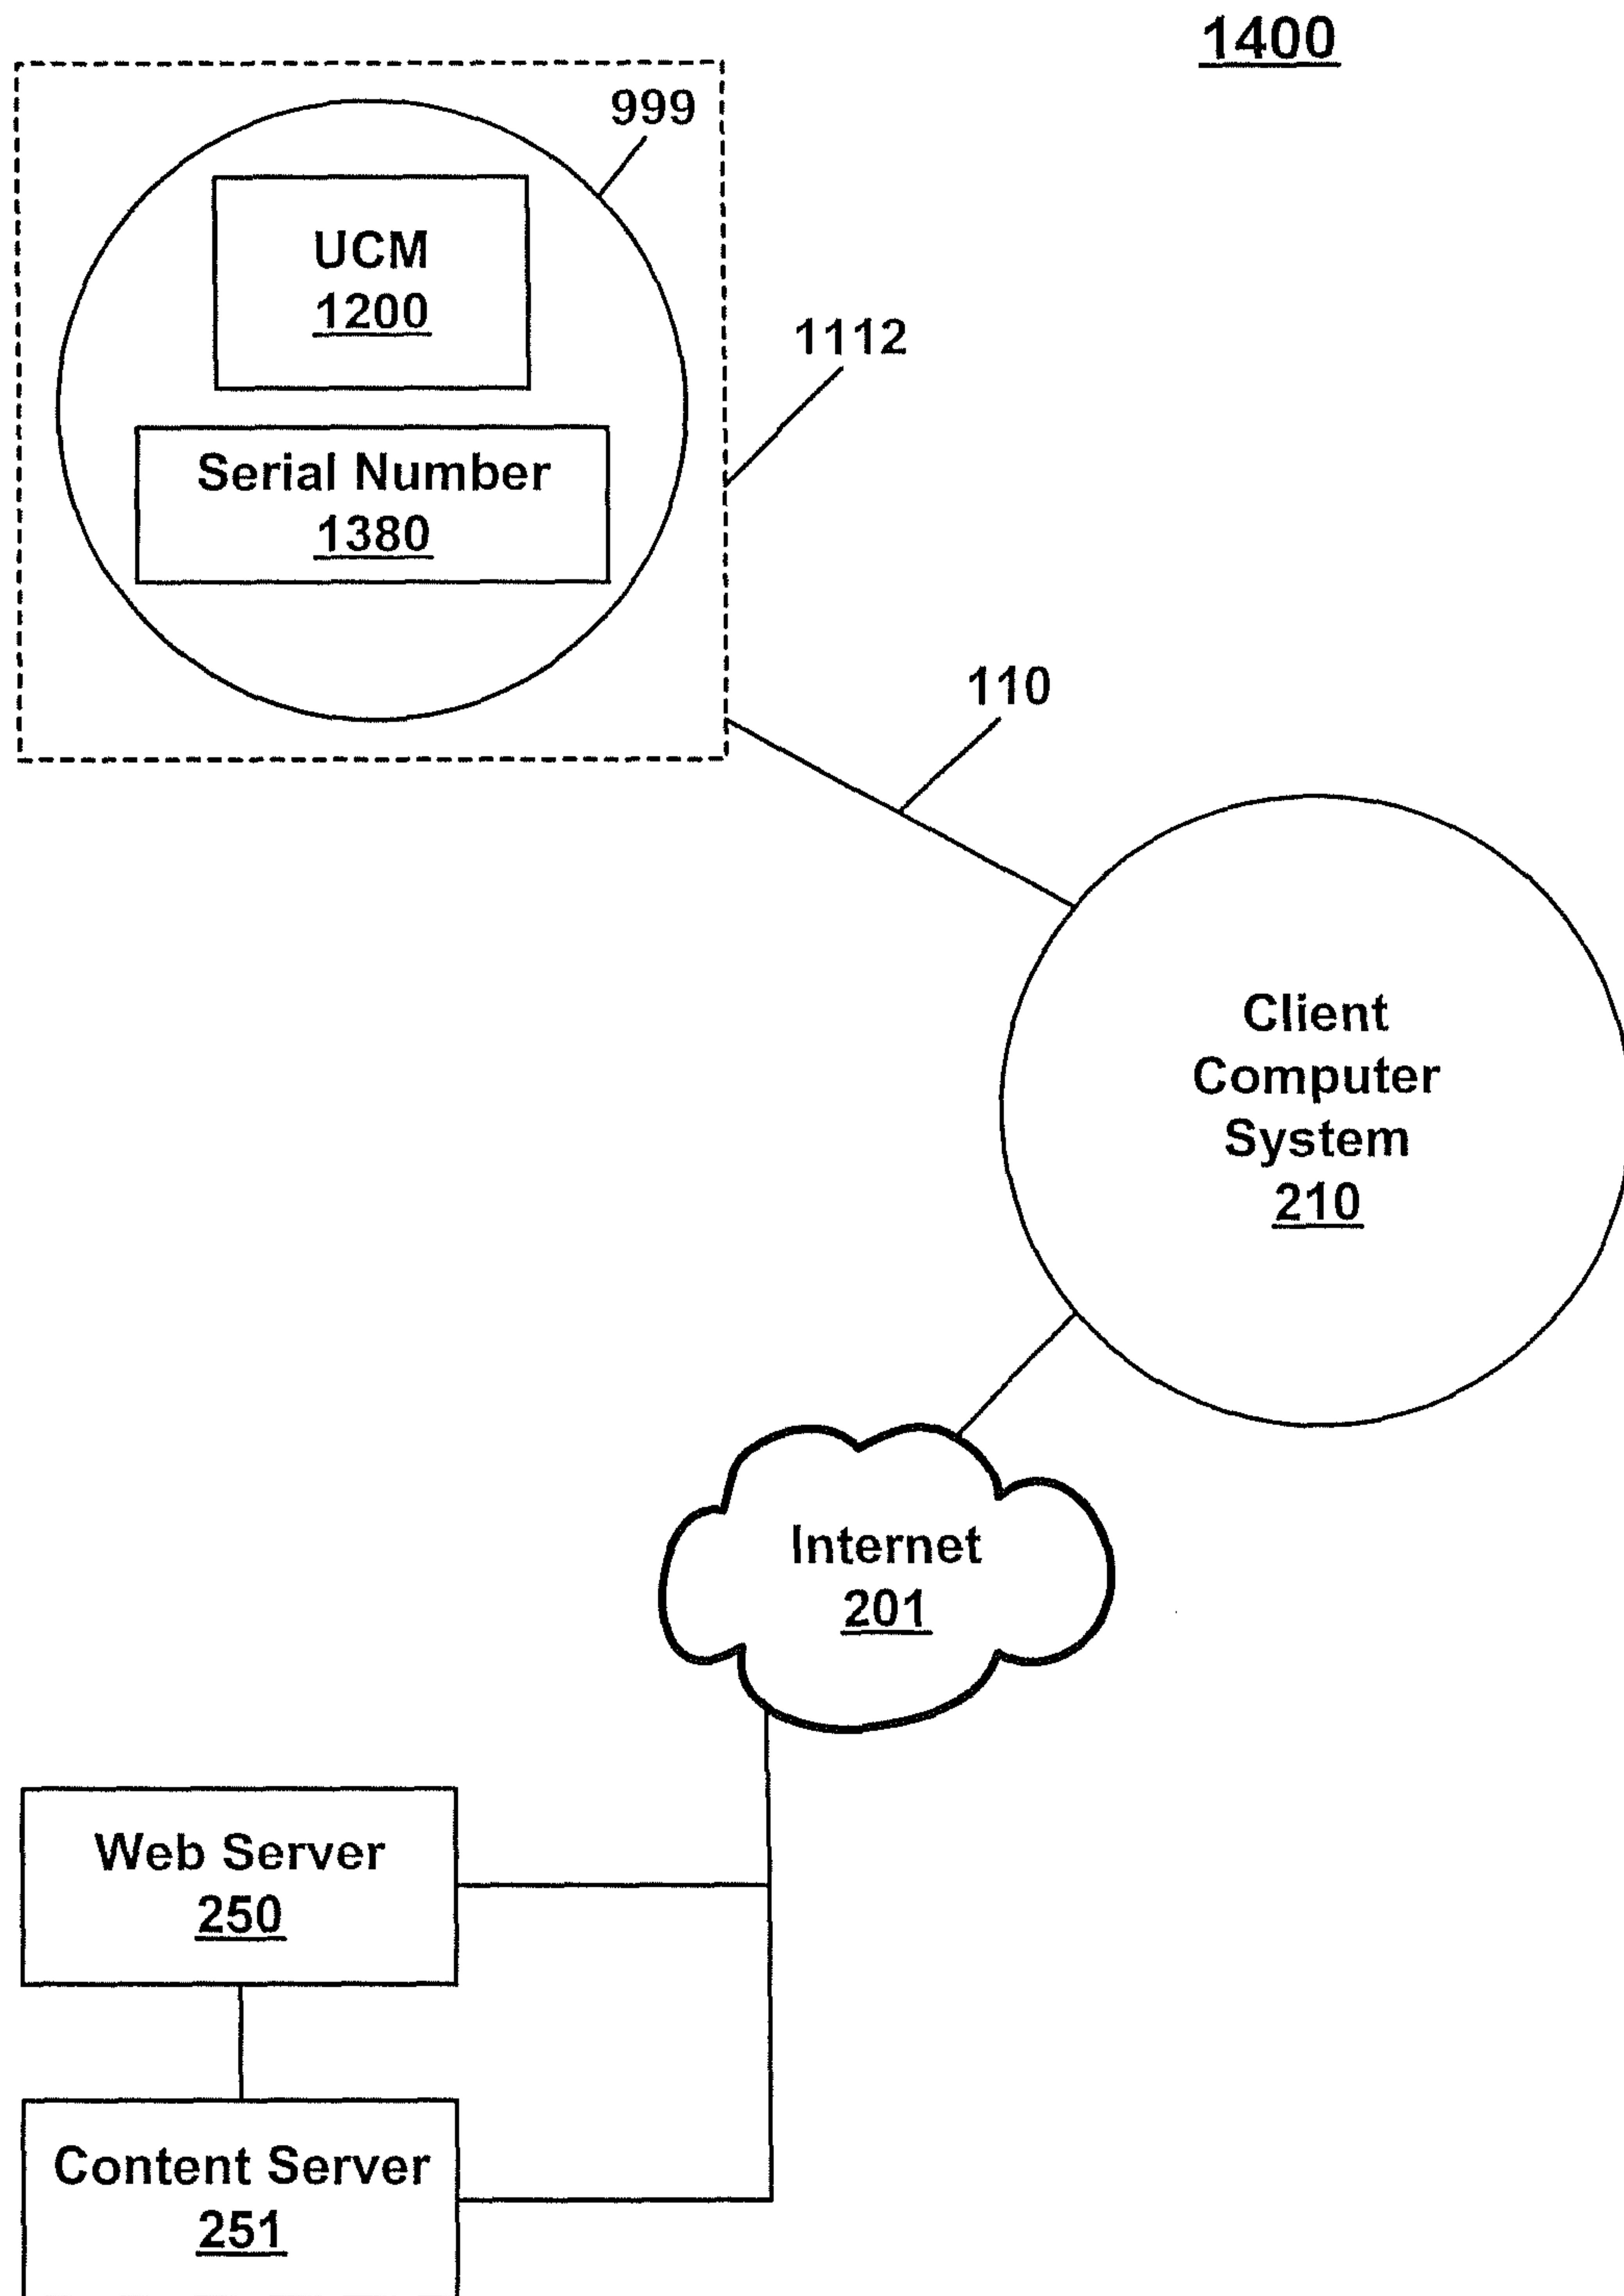 1400
999
UCM
1200
1112
Serial Number
1380
110
Client
Computer
System
210
Internet
201
Web Server
250
Content Server
251